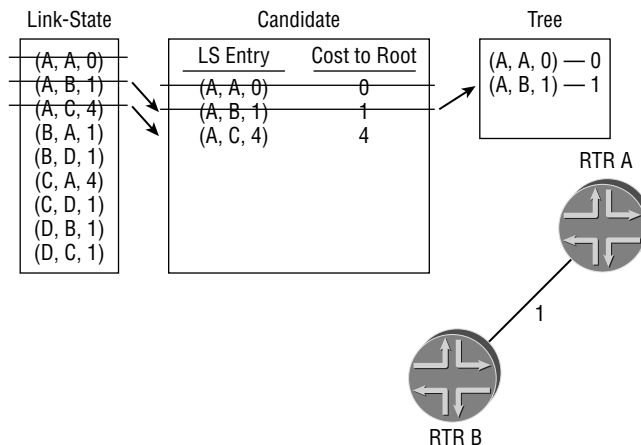 Link-State
(A, A, 0)
(A, B, 1)
(A, C, 4)
(B, A, 1)
(B, D, 1)
(C, A, 4)
(C, D, 1)
(D, B, 1)
(D, C, 1)
Candidate
LS Entry Cost to Root
(A, A, 0) 0
(A, B, 1) 1
(A, C, 4) 4
Tree
(A, A, 0) — 0
(A, B, 1) — 1
RTR A
1
RTR B